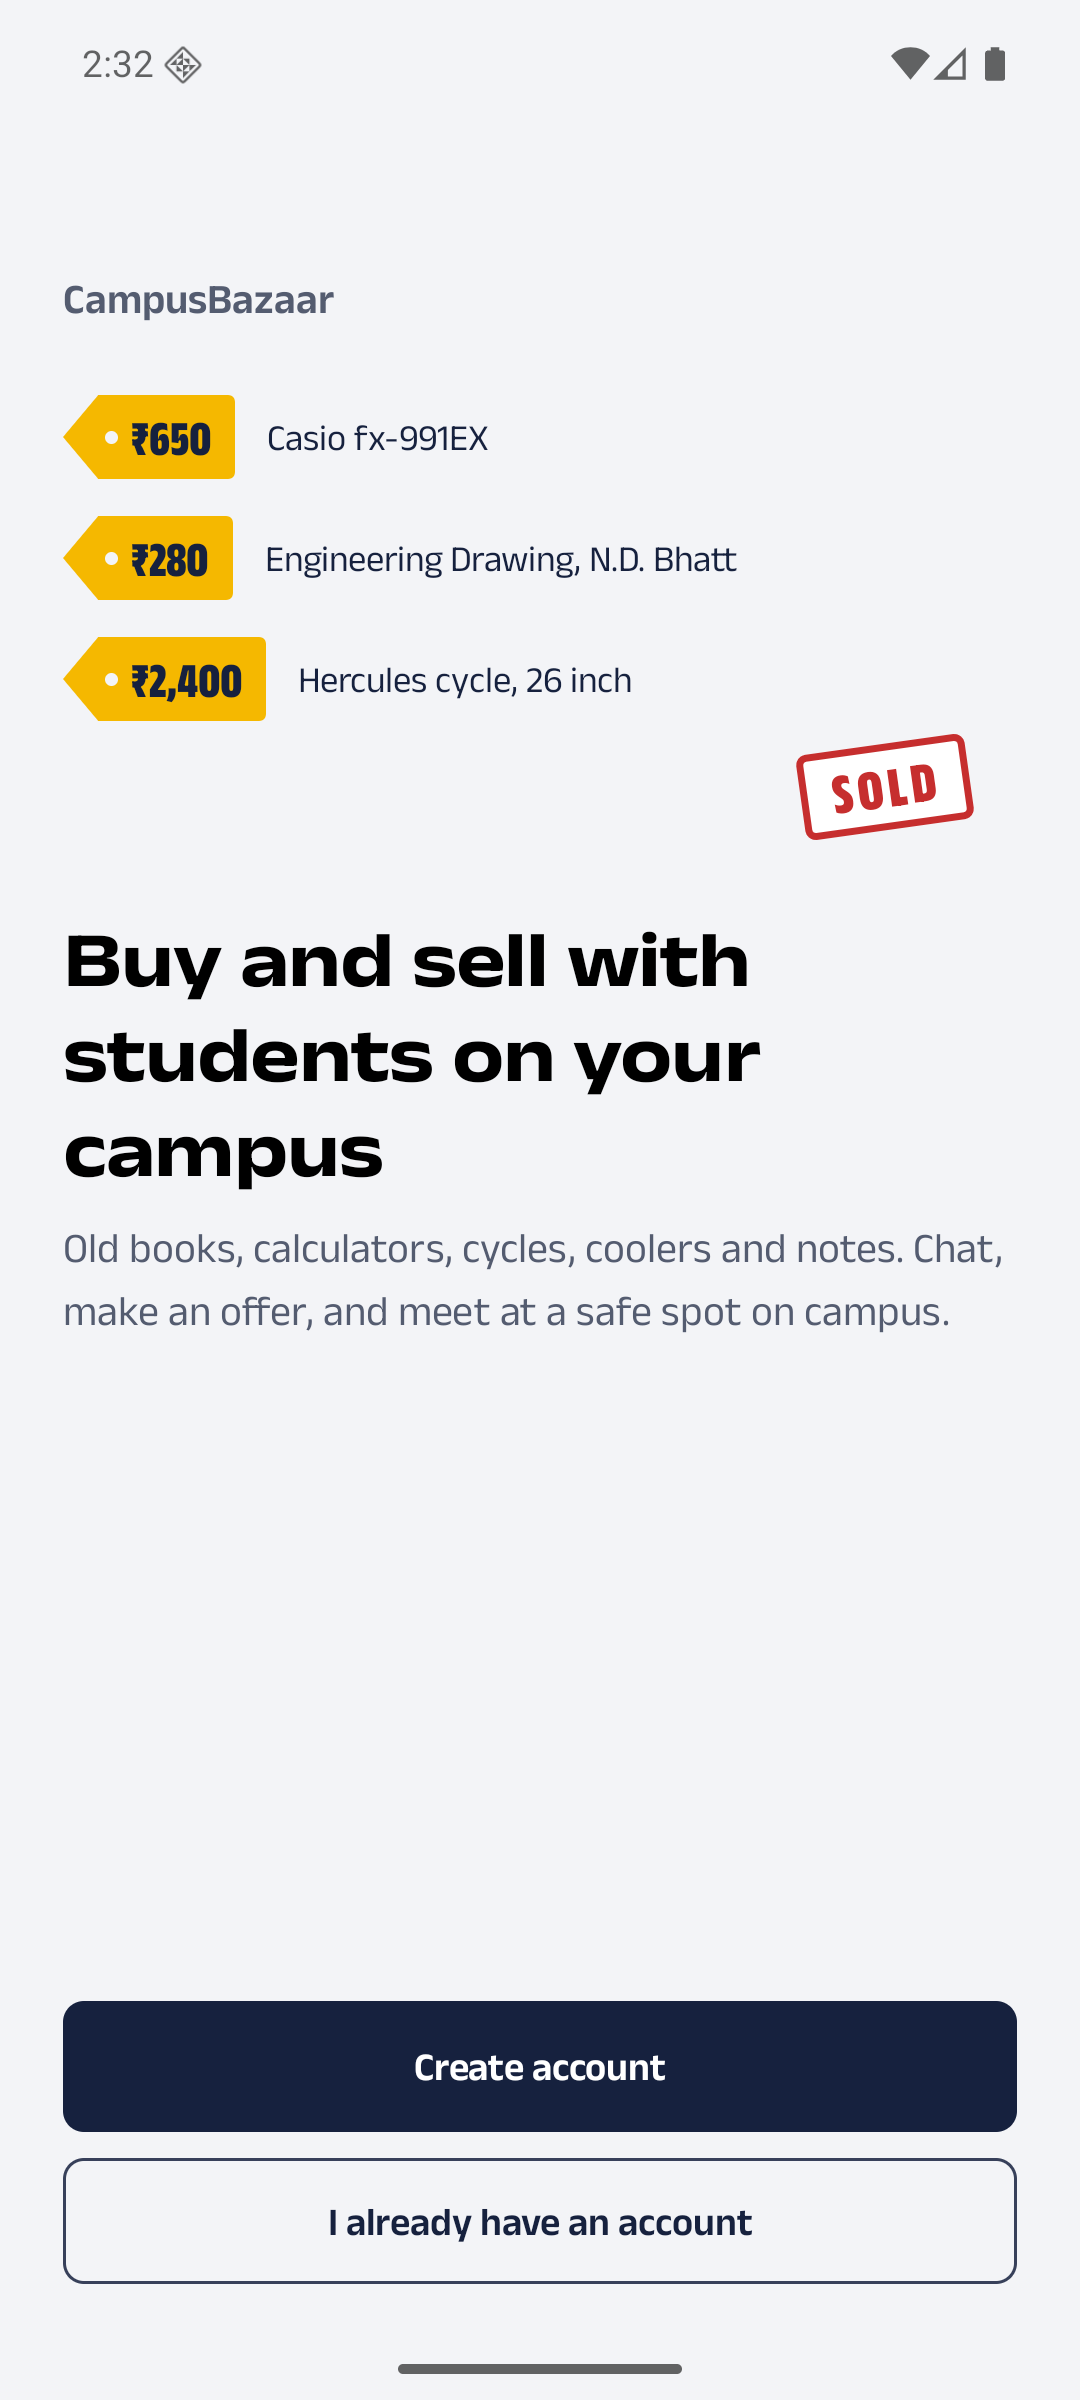 2:32
CampusBazaar
₹650 Casio fx-991EX
₹280 Engineering Drawing, N.D. Bhatt
₹2,400 Hercules cycle, 26 inch
SOLD
Buy and sell with
students on your
campus
Old books, calculators, cycles, coolers and notes. Chat,
make an offer, and meet at a safe spot on campus.
Create account
I already have an account